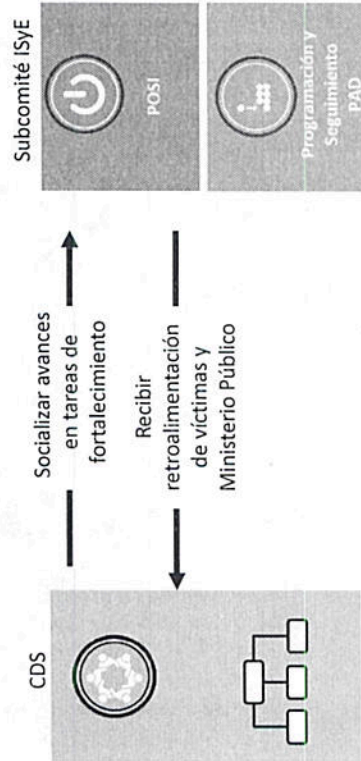 CDS
Socializar avances
en tareas de
fortalecimiento
Recibir
retroalimentación
de víctimas y
Ministerio Público
Subcomité ISyE
POSI
Programación y
Seguimiento
PAD